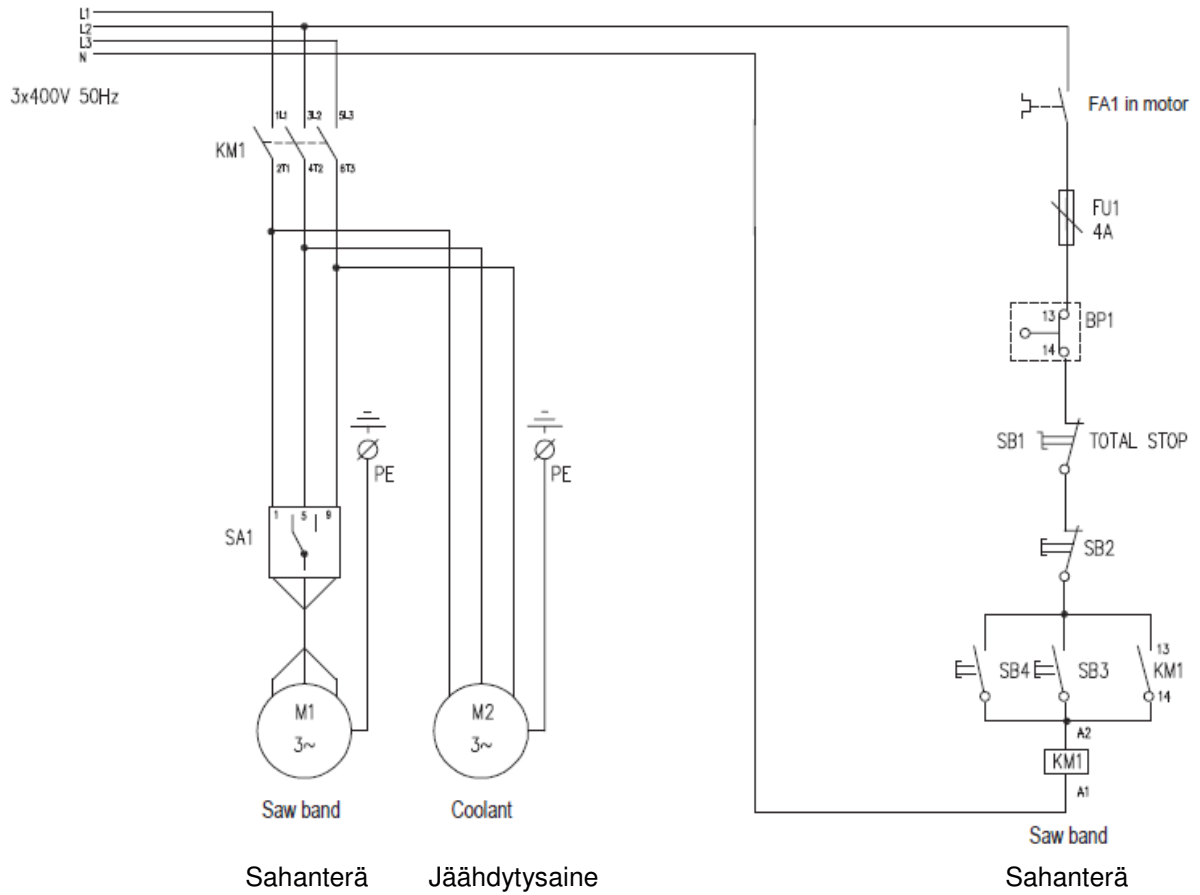 L1
L2
L3
N
3x400V 50Hz
FA1 in motor
1L1 3L2 5L3
KM1
2T1 4T2 6T3
FU1
4A
13 BP1
14
PE PE
SB1 TOTAL STOP
1 5 9
SA1
SB2
13
SB4 SB3 KM1
14
M1 M2
3~ 3~
A2
KM1
A1
Saw band Coolant
Saw band
Sahanterä Jäähdytysaine Sahanterä